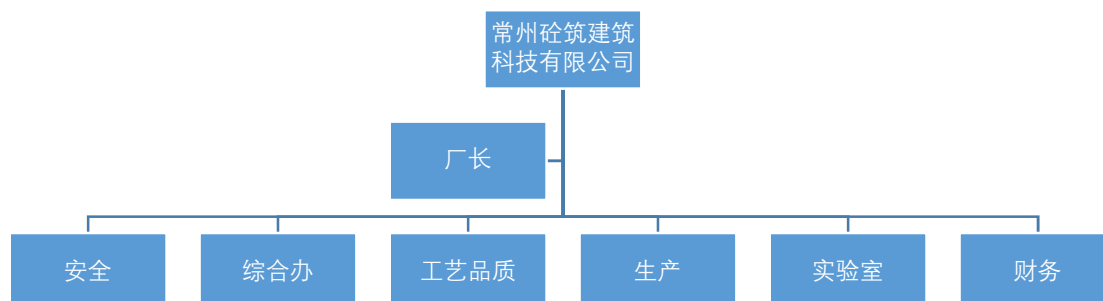 常州砼筑建筑
科技有限公司
厂长
安全
综合办
工艺品质
生产
实验室
财务